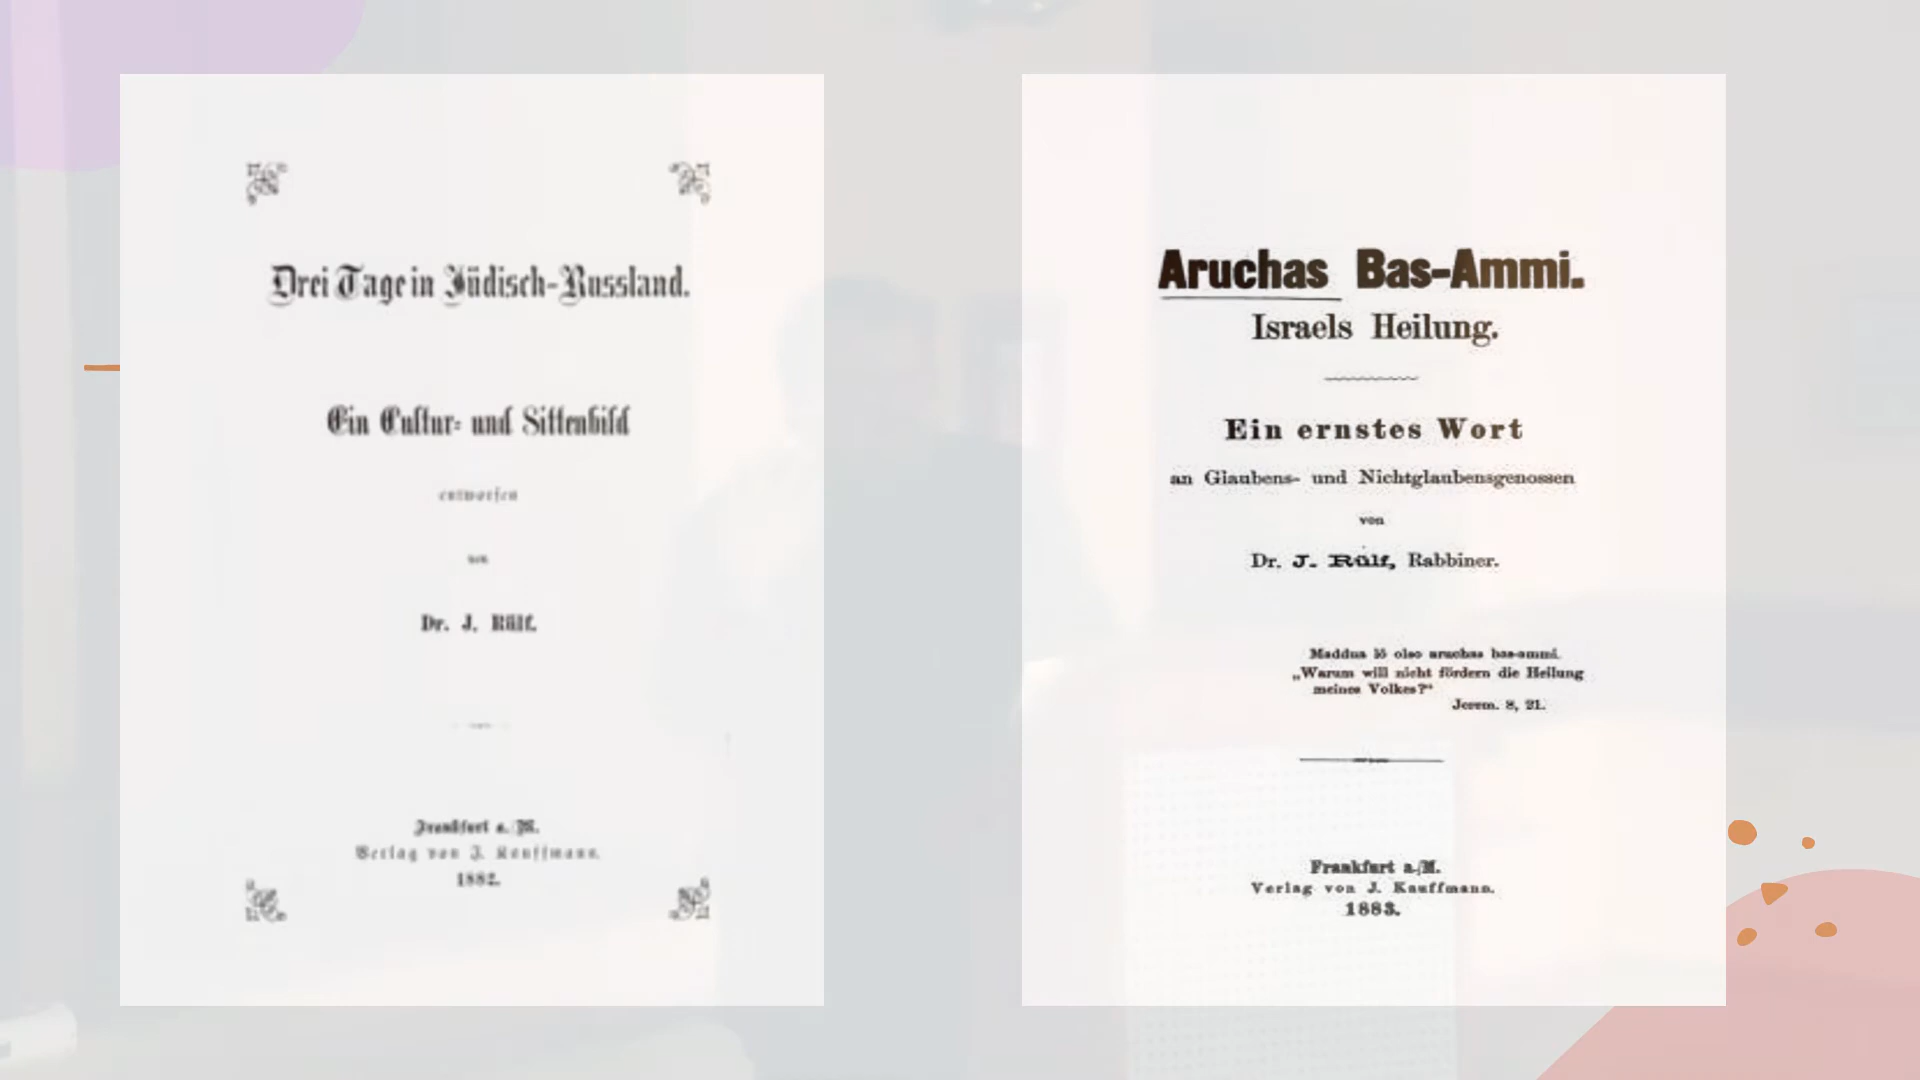 Drei Tage in Jüdisch-Russland.
Ein Cultur- und Sittenbild
entworfen
von
Dr. J. Rülf.
Frankfurt a. M.
Verlag von J. Kauffmann.
1882.
Aruchas Bas-Ammi.
Israels Heilung.
Ein ernstes Wort
an Glaubens- und Nichtglaubensgenossen
von
Dr. J. Rülf, Rabbiner.
Maddua lö olso aruchas bas-ammi.
„Warum will nicht fördern die Heilung
meines Volkes?“
Jerem. 8, 21.
Frankfurt a./M.
Verlag von J. Kauffmann.
1883.